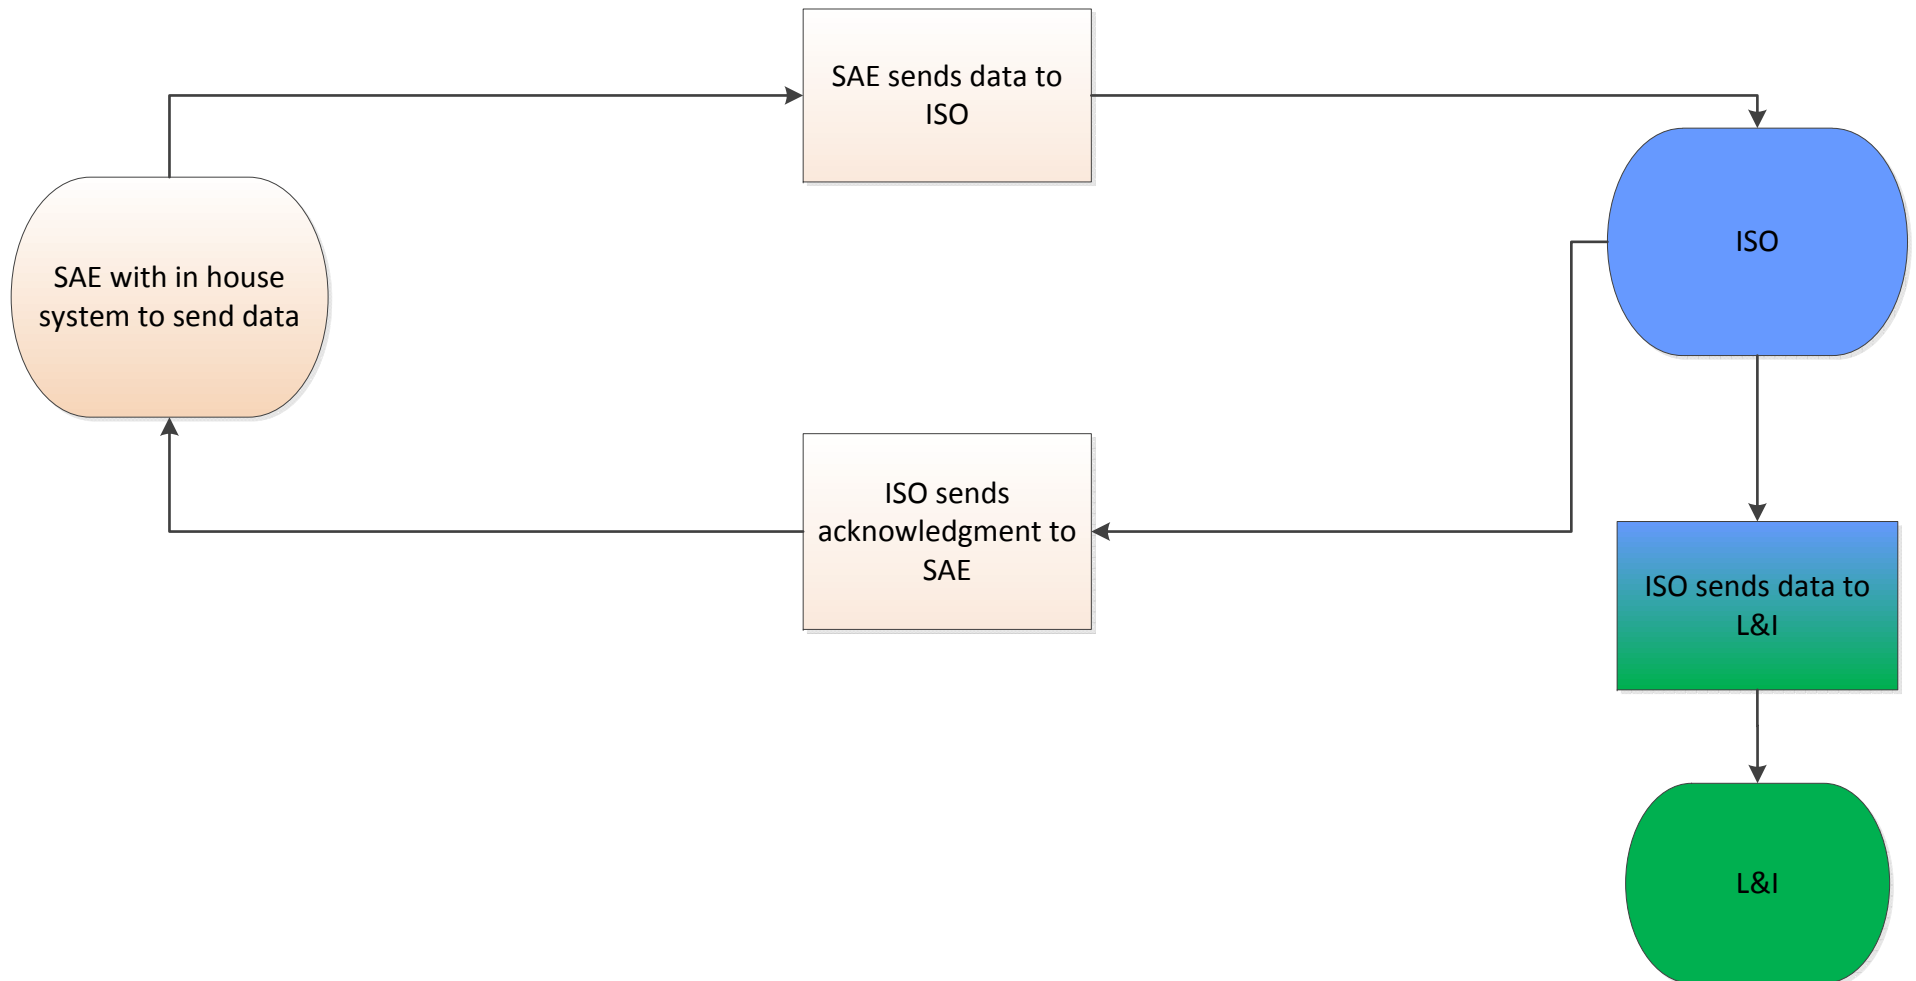 SAE sends data to
ISO
ISO
SAE with in house
system to send data
ISO sends
acknowledgment to
SAE
ISO sends data to
L&I
L&I